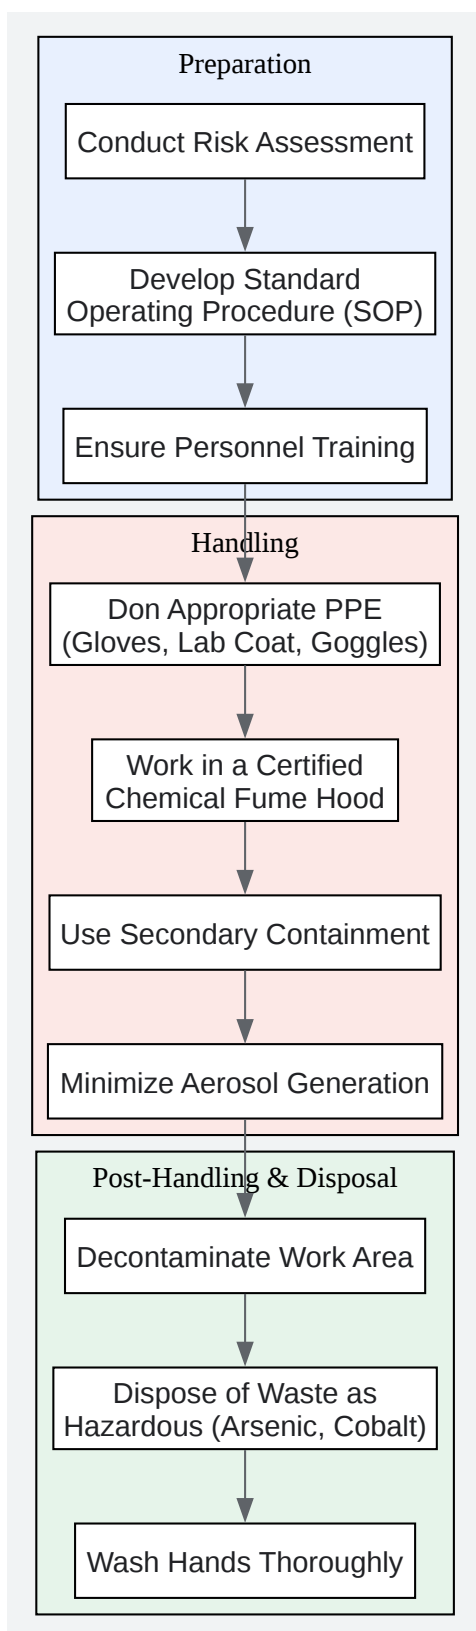 Preparation
Conduct Risk Assessment
Develop Standard
Operating Procedure (SOP)
Ensure Personnel Training
Handling
Don Appropriate PPE
(Gloves, Lab Coat, Goggles)
Work in a Certified
Chemical Fume Hood
Use Secondary Containment
Minimize Aerosol Generation
Post-Handling & Disposal
Decontaminate Work Area
Dispose of Waste as
Hazardous (Arsenic, Cobalt)
Wash Hands Thoroughly